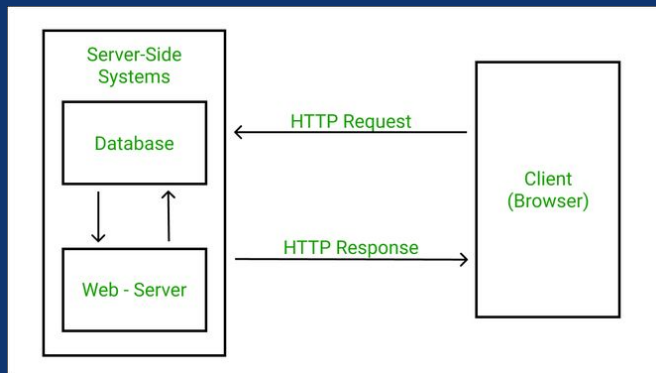 Server-Side
Systems
Database
Web - Server
HTTP Request
HTTP Response
Client
(Browser)